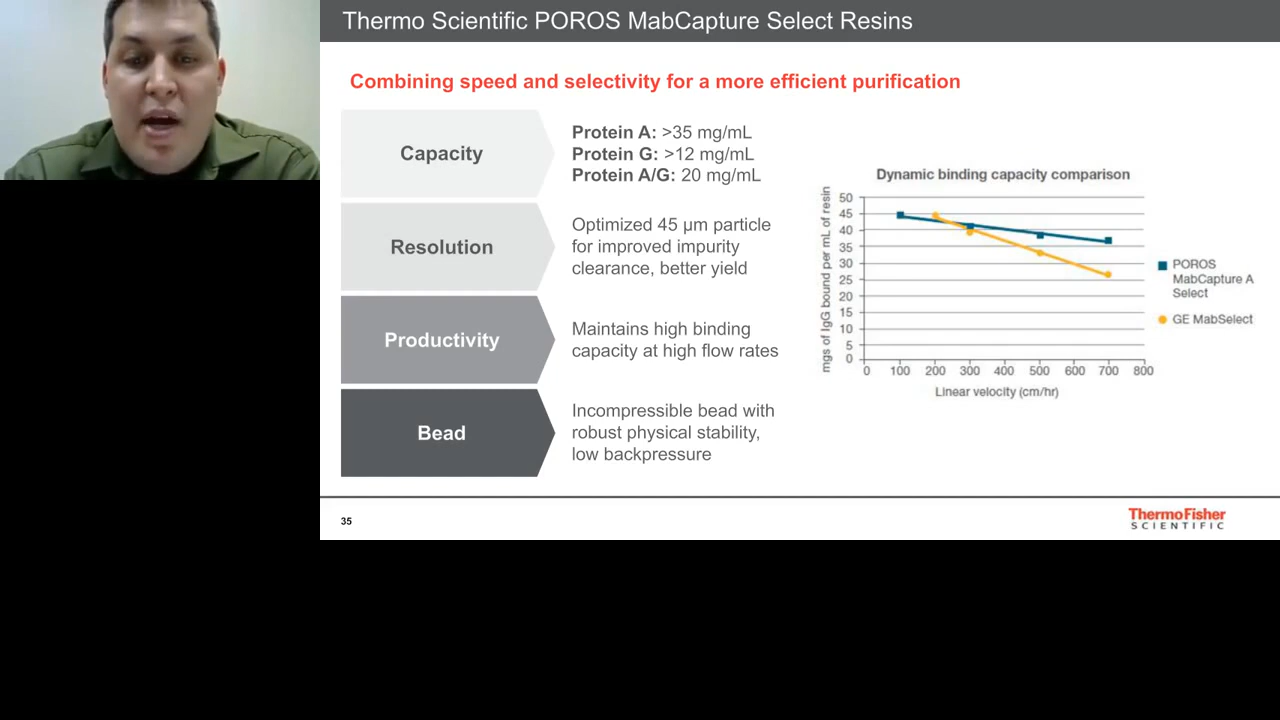 Thermo Scientific POROS MabCapture Select Resins
Combining speed and selectivity for a more efficient purification
Capacity
Protein A: >35 mg/mL
Protein G: >12 mg/mL
Protein A/G: 20 mg/mL
Resolution
Optimized 45 µm particle
for improved impurity
clearance, better yield
Productivity
Maintains high binding
capacity at high flow rates
Bead
Incompressible bead with
robust physical stability,
low backpressure
Dynamic binding capacity comparison
mgs of IgG bound per mL of resin
50
45
40
35
30
25
20
15
10
5
0
0 100 200 300 400 500 600 700 800
Linear velocity (cm/hr)
POROS
MabCapture A
Select
GE MabSelect
35
ThermoFisher
SCIENTIFIC